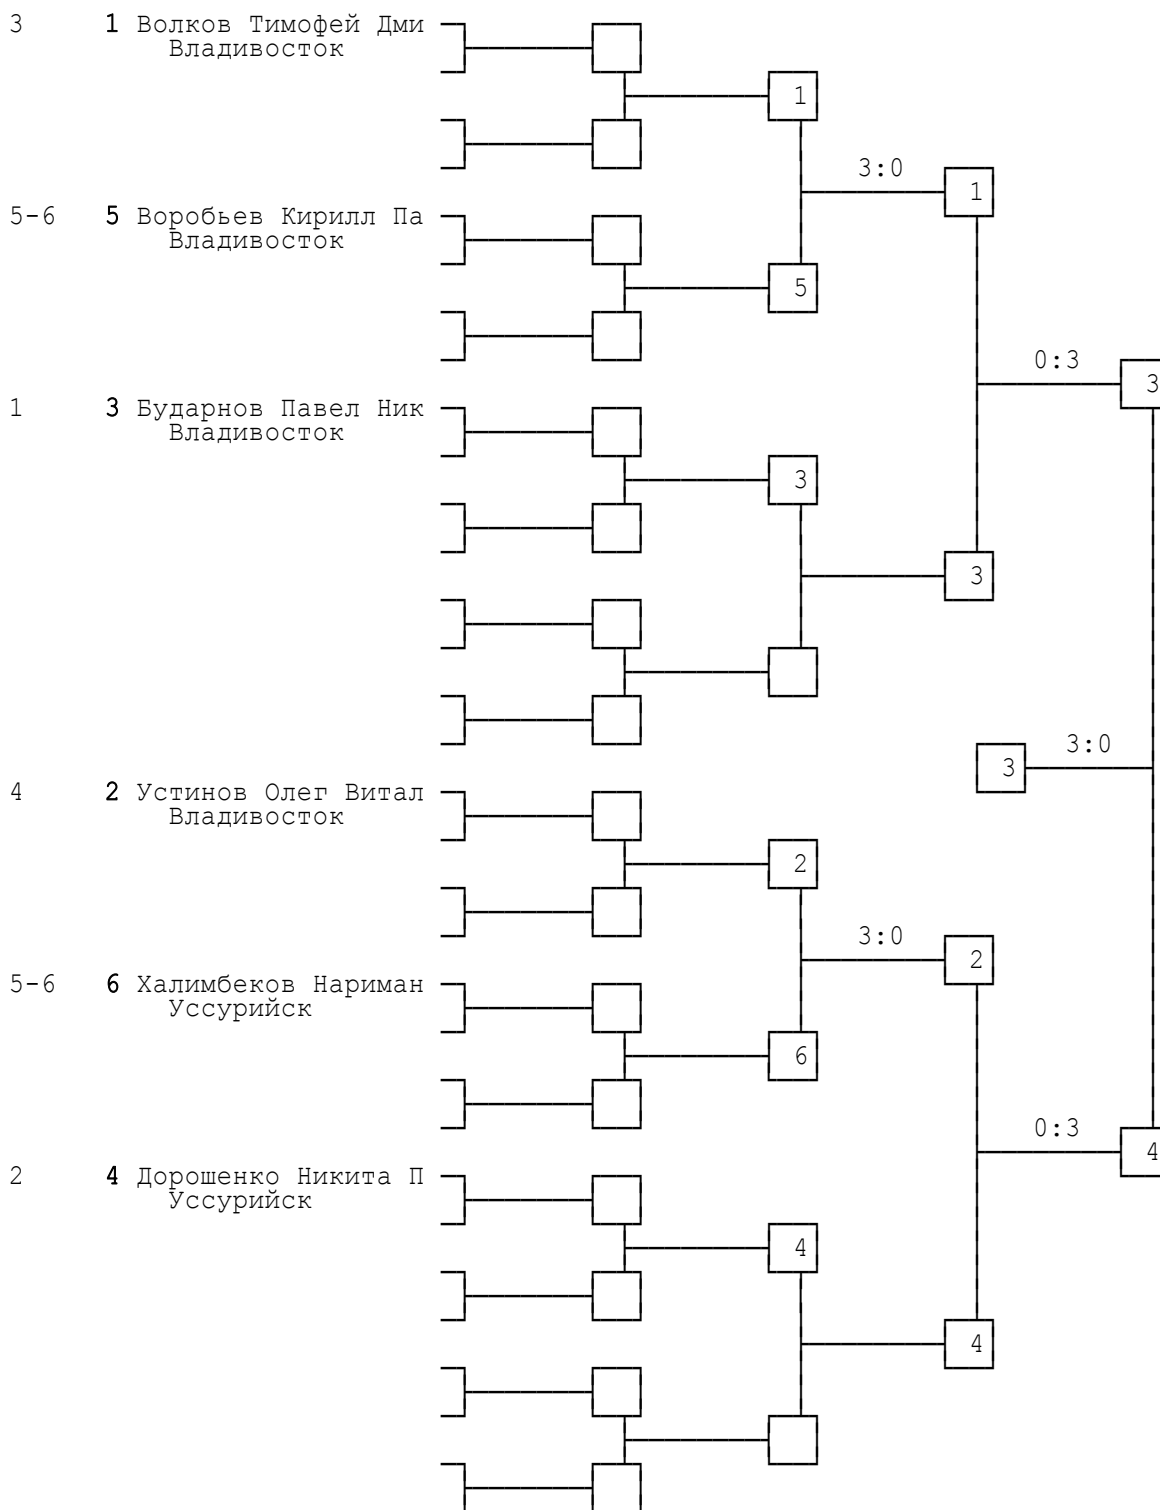 3 1 Волков Тимофей Дми
Владивосток
1
3:0
1
5-6 5 Воробьев Кирилл Па
Владивосток
5
0:3
3
1 3 Бударнов Павел Ник
Владивосток
3
3
3:0
3
4 2 Устинов Олег Витал
Владивосток
2
3:0
2
5-6 6 Халимбеков Нариман
Уссурийск
6
0:3
4
2 4 Дорошенко Никита П
Уссурийск
4
4